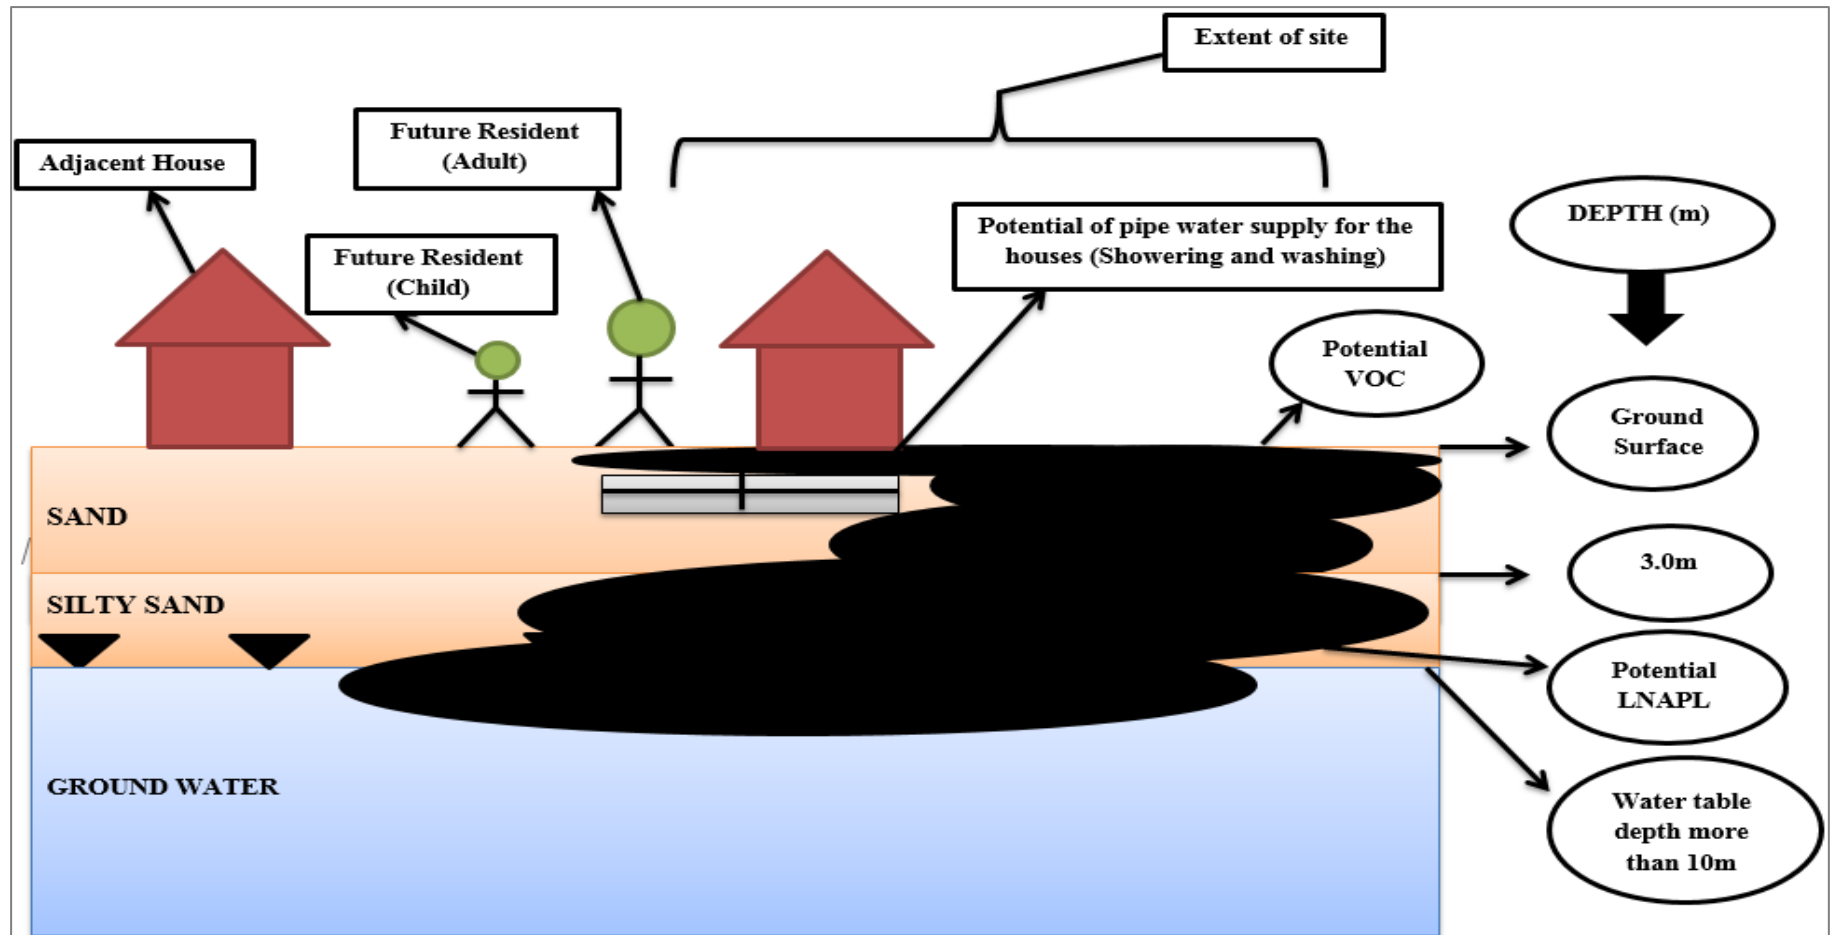 Extent of site
Adjacent House
Future Resident
(Adult)
Future Resident
(Child)
Potential of pipe water supply for the
houses (Showering and washing)
DEPTH (m)
Potential
VOC
Ground
Surface
SAND
3.0m
SILTY SAND
Potential
LNAPL
GROUND WATER
Water table
depth more
than 10m